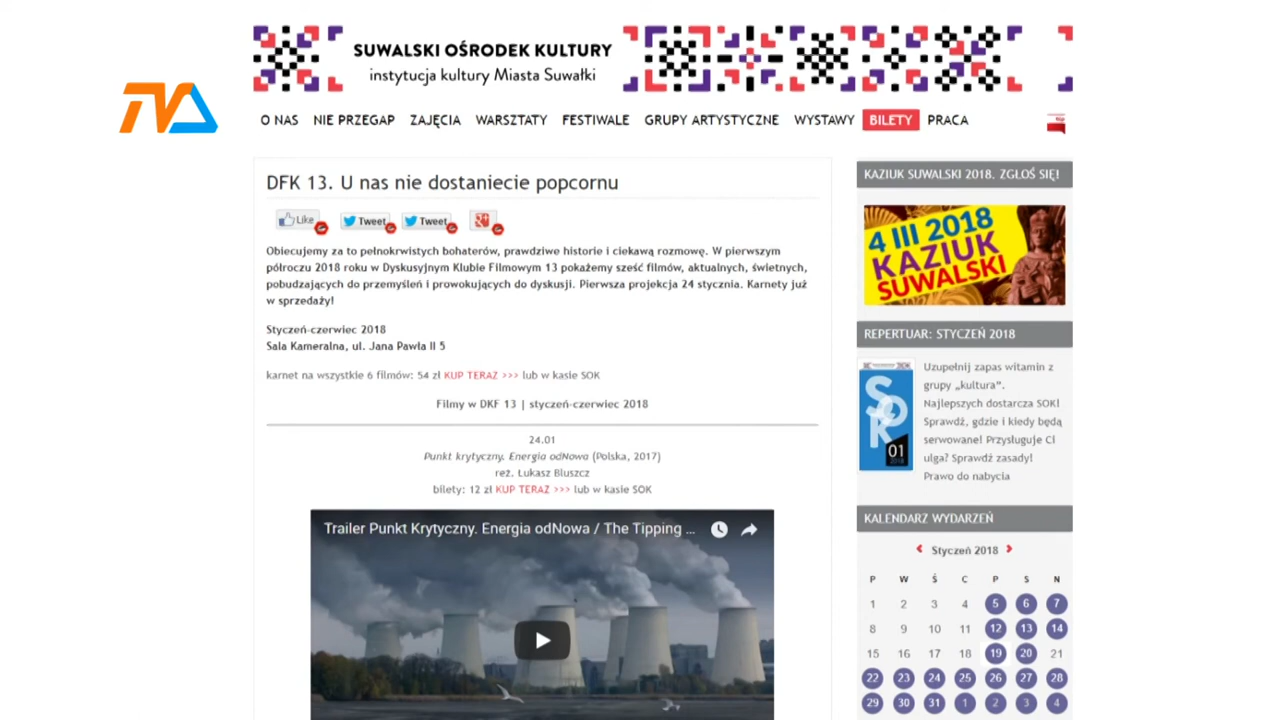 SUWALSKI OŚRODEK KULTURY
instytucja kultury Miasta Suwałki
TVA
O NAS NIE PRZEGAP ZAJĘCIA WARSZTATY FESTIWALE GRUPY ARTYSTYCZNE WYSTAWY BILETY PRACA
DFK 13. U nas nie dostaniecie popcornu
Like Tweet Tweet
Obiecujemy za to pełnokrwistych bohaterów, prawdziwe historie i ciekawą rozmowę. W pierwszym
półroczu 2018 roku w Dyskusyjnym Klubie Filmowym 13 pokażemy sześć filmów, aktualnych, świetnych,
pobudzających do przemyśleń i prowokujących do dyskusji. Pierwsza projekcja 24 stycznia. Karnety już
w sprzedaży!
Styczeń-czerwiec 2018
Sala Kameralna, ul. Jana Pawła II 5
karnet na wszystkie 6 filmów: 54 zł KUP TERAZ >>> lub w kasie SOK
Filmy w DKF 13 | styczeń-czerwiec 2018
24.01
Punkt krytyczny. Energia odNowa (Polska, 2017)
reż. Łukasz Bluszcz
bilety: 12 zł KUP TERAZ >>> lub w kasie SOK
Trailer Punkt Krytyczny. Energia odNowa / The Tipping ...
KAZIUK SUWALSKI 2018. ZGŁOŚ SIĘ!
4 III 2018
KAZIUK
SUWALSKI
REPERTUAR: STYCZEŃ 2018
SOK
01
2018
Uzupełnij zapas witamin z
grupy „kultura”.
Najlepszych dostarcza SOK!
Sprawdź, gdzie i kiedy będą
serwowane! Przysługuje Ci
ulga? Sprawdź zasady!
Prawo do nabycia
KALENDARZ WYDARZEŃ
Styczeń 2018
P W Ś C P S N
1 2 3 4 5 6 7
8 9 10 11 12 13 14
15 16 17 18 19 20 21
22 23 24 25 26 27 28
29 30 31 1 2 3 4